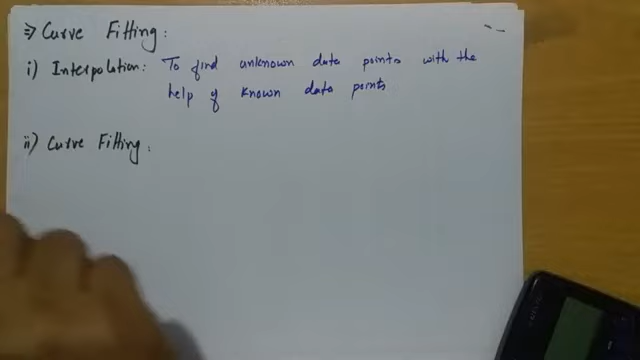 ⇒ Curve Fitting:
i) Interpolation: To find unknown data points with the
help of known data points
ii) Curve Fitting: